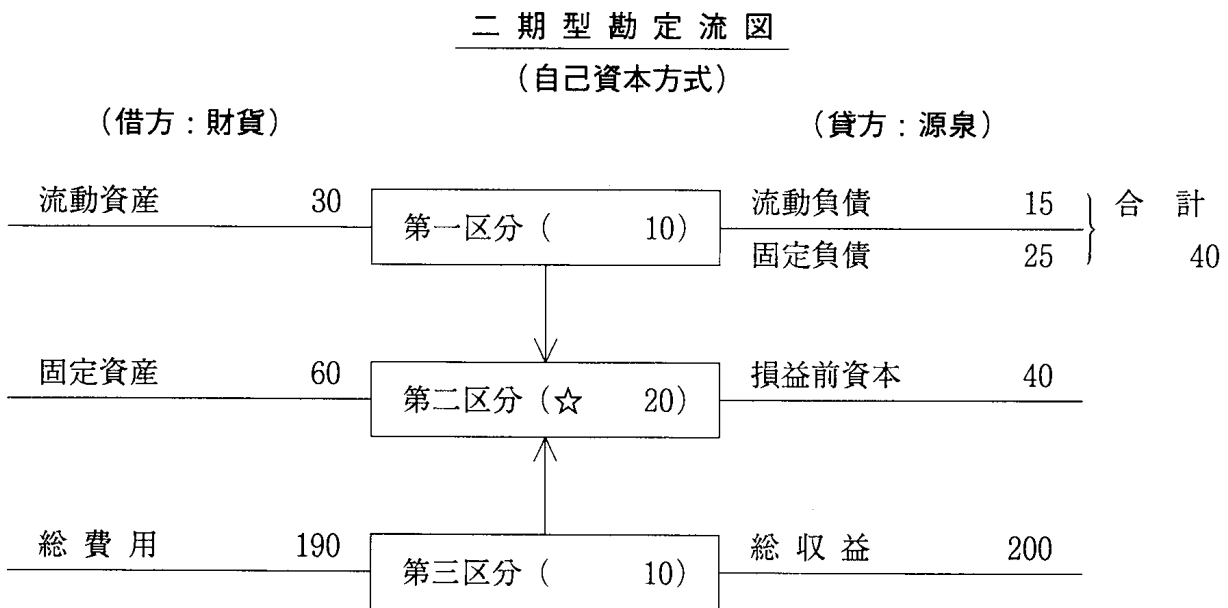 二期型勘定流図
(自己資本方式)
(借方:財貨) (貸方:源泉)
流動資産 30 第一区分( 10) 流動負債 15 合計
固定負債 25 40
固定資産 60 第二区分(☆ 20) 損益前資本 40
総費用 190 第三区分( 10) 総収益 200